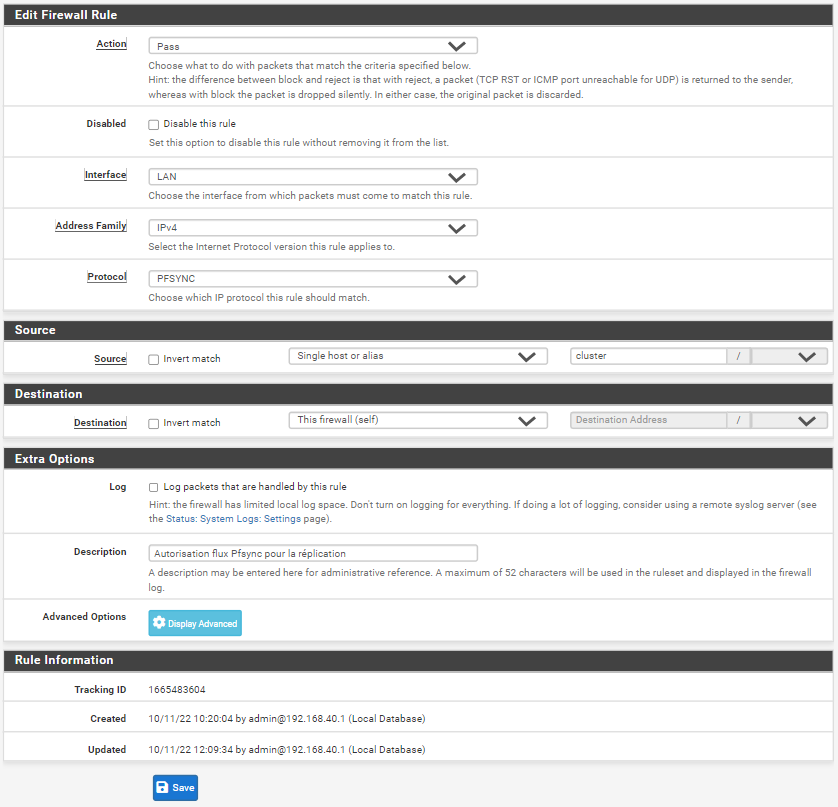 Edit Firewall Rule
Action
Pass
Choose what to do with packets that match the criteria specified below.
Hint: the difference between block and reject is that with reject, a packet (TCP RST or ICMP port unreachable for UDP) is returned to the sender,
whereas with block the packet is dropped silently. In either case, the original packet is discarded.
Disabled
Disable this rule
Set this option to disable this rule without removing it from the list.
Interface
LAN
Choose the interface from which packets must come to match this rule.
Address Family
IPv4
Select the Internet Protocol version this rule applies to.
Protocol
PFSYNC
Choose which IP protocol this rule should match.
Source
Source
Invert match
Single host or alias
cluster
/
Destination
Destination
Invert match
This firewall (self)
Destination Address
/
Extra Options
Log
Log packets that are handled by this rule
Hint: the firewall has limited local log space. Don't turn on logging for everything. If doing a lot of logging, consider using a remote syslog server (see
the Status: System Logs: Settings page).
Description
Autorisation flux Pfsync pour la réplication
A description may be entered here for administrative reference. A maximum of 52 characters will be used in the ruleset and displayed in the firewall
log.
Advanced Options
Display Advanced
Rule Information
Tracking ID
1665483604
Created
10/11/22 10:20:04 by admin@192.168.40.1 (Local Database)
Updated
10/11/22 12:09:34 by admin@192.168.40.1 (Local Database)
Save